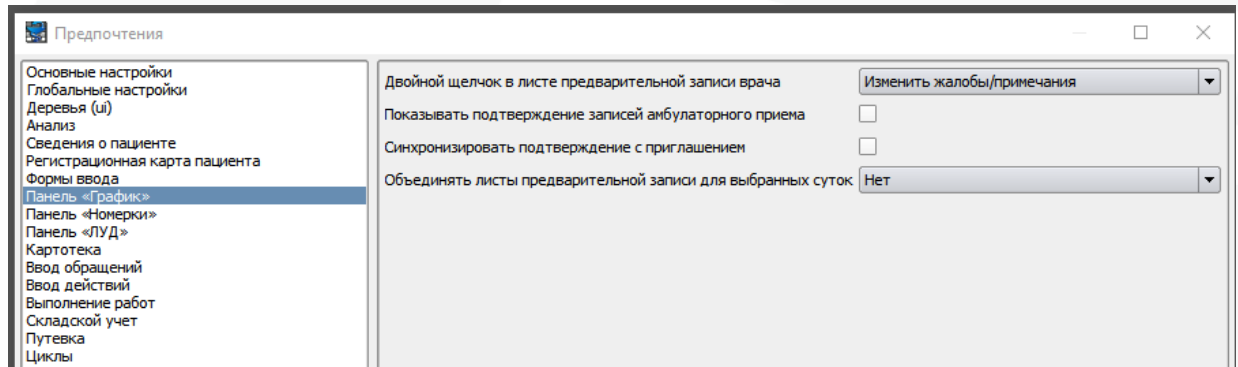 Предпочтения
Основные настройки
Глобальные настройки
Деревья (ui)
Анализ
Сведения о пациенте
Регистрационная карта пациента
Формы ввода
Панель «График»
Панель «Номерки»
Панель «ЛУД»
Картотека
Ввод обращений
Ввод действий
Выполнение работ
Складской учет
Путевка
Циклы
Двойной щелчок в листе предварительной записи врача Изменить жалобы/примечания
Показывать подтверждение записей амбулаторного приема
Синхронизировать подтверждение с приглашением
Объединять листы предварительной записи для выбранных суток Нет